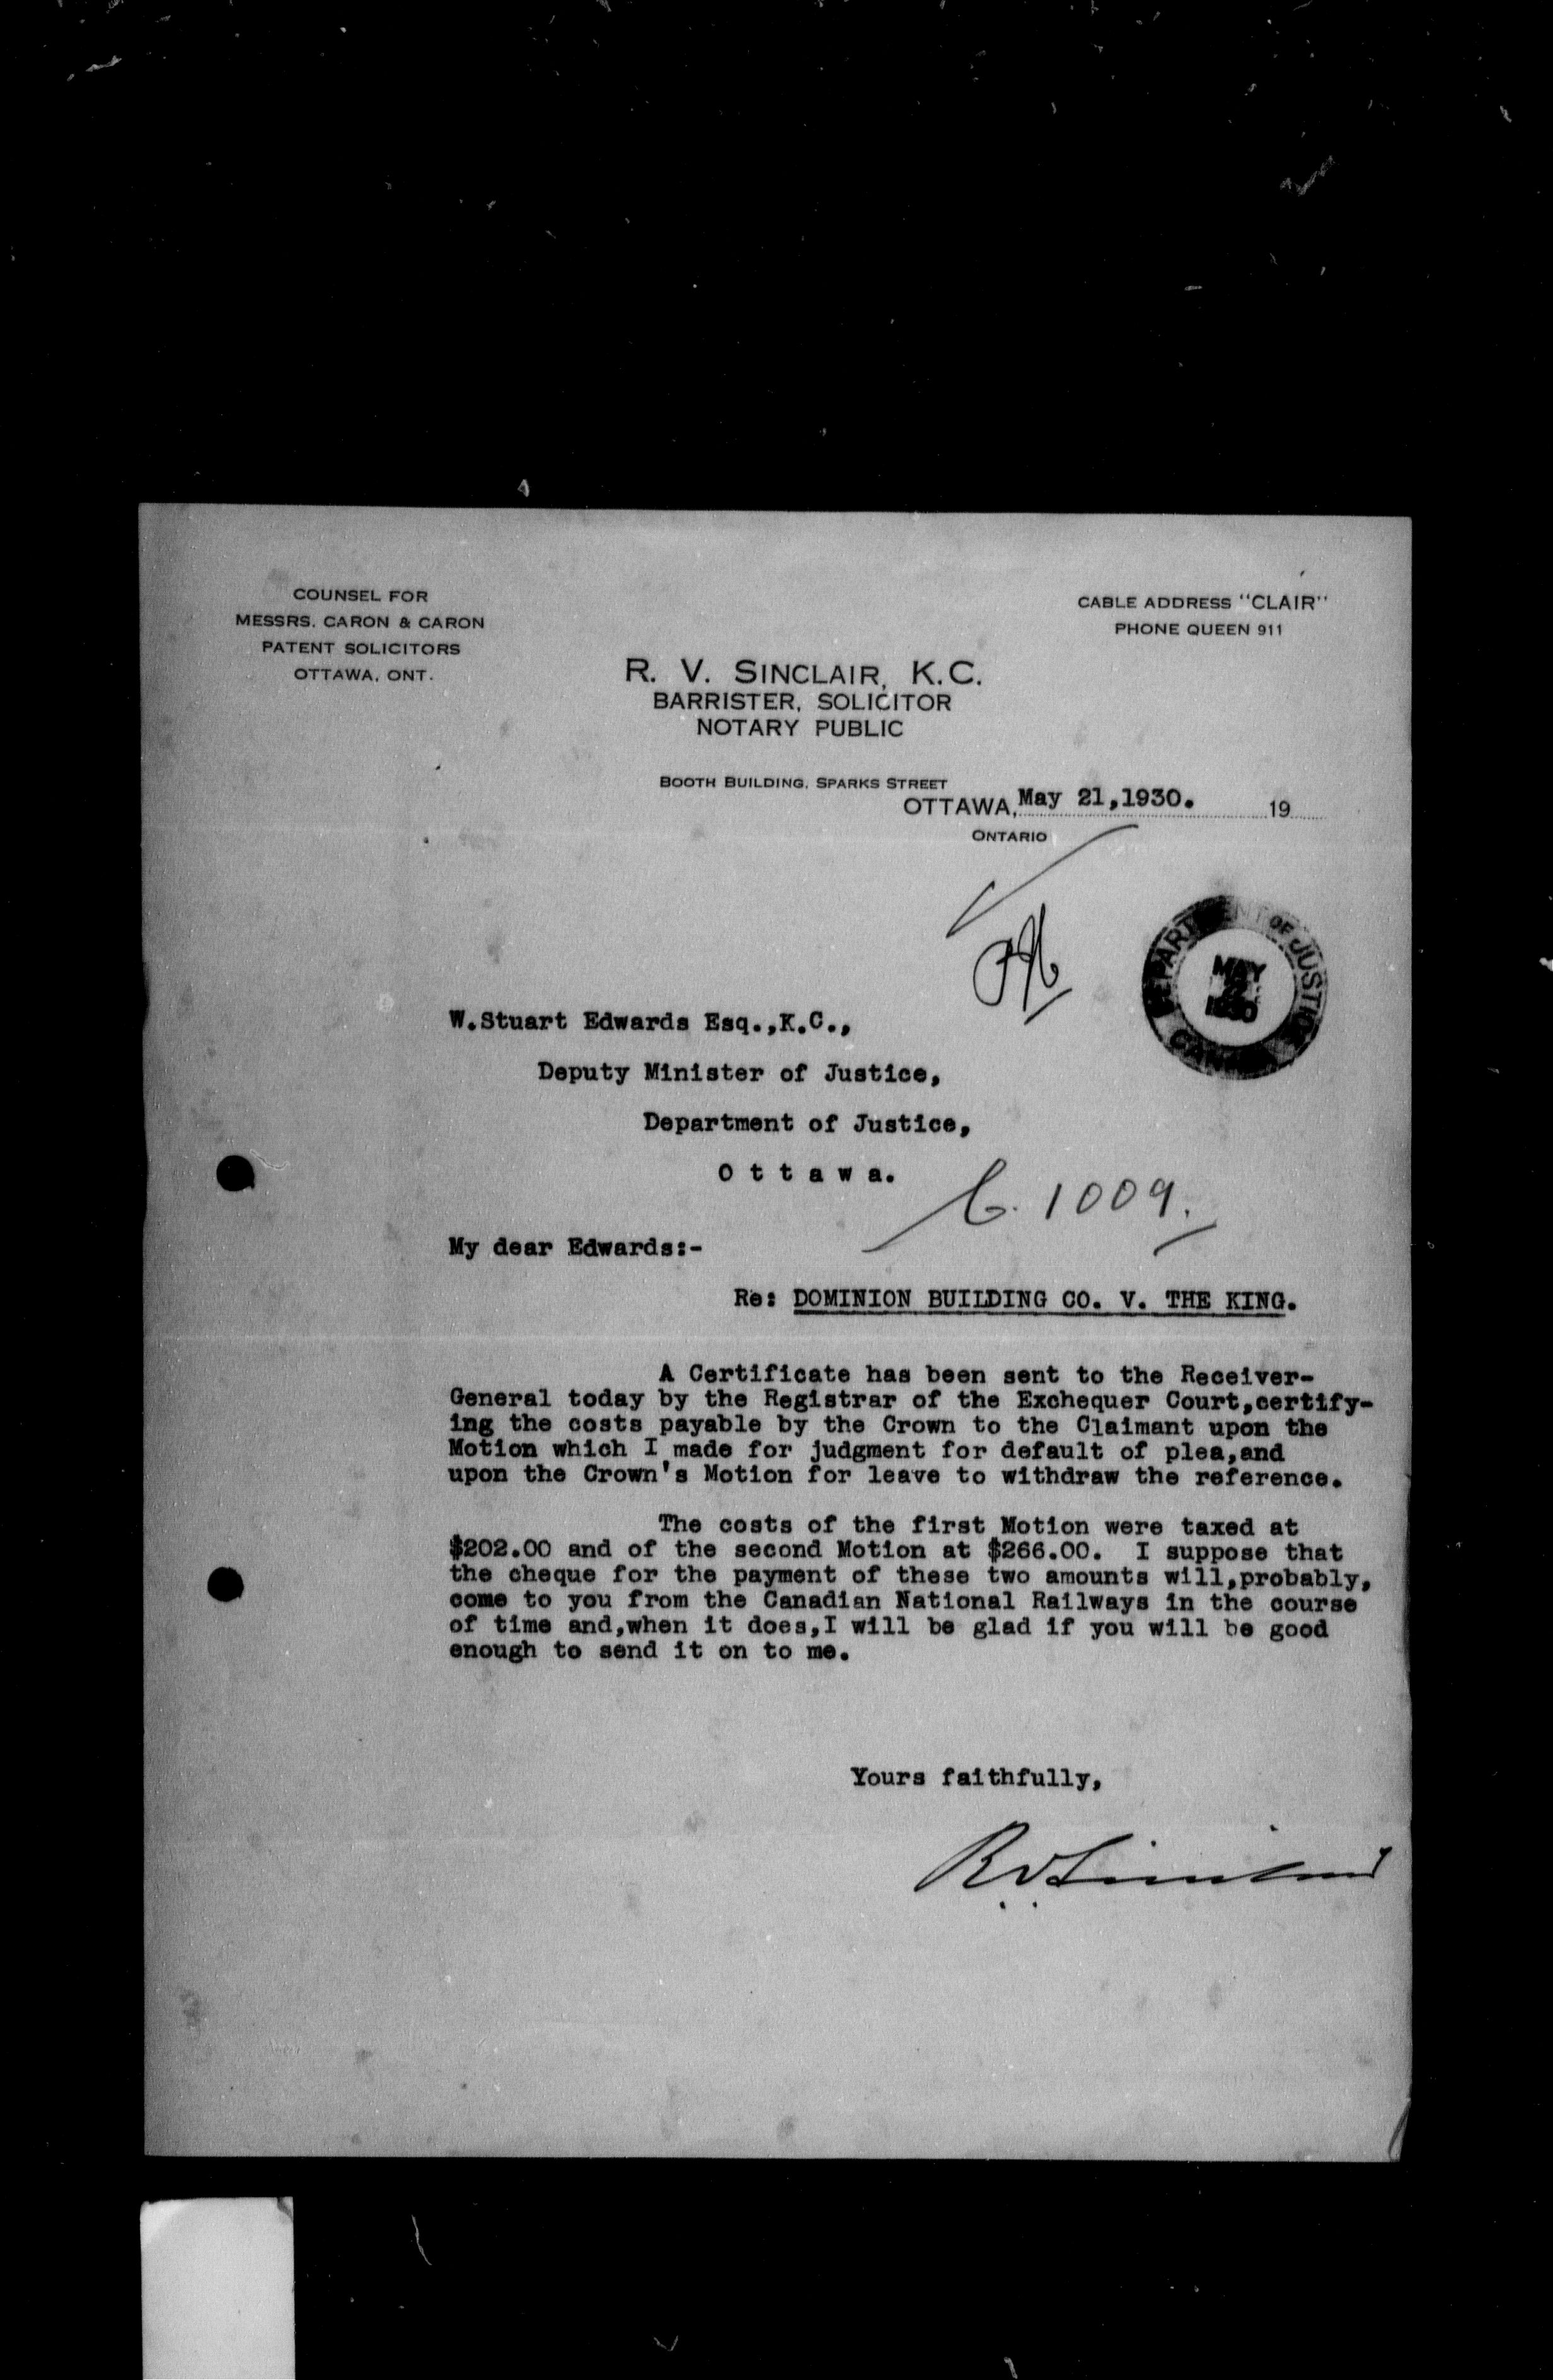 COUNSEL FOR
MESSRS. CARON & CARON
PATENT SOLICITORS
OTTAWA, ONT.
CABLE ADDRESS "CLAIR"
PHONE QUEEN 911
R. V. SINCLAIR, K.C.
BARRISTER, SOLICITOR
NOTARY PUBLIC
BOOTH BUILDING, SPARKS STREET
OTTAWA, May 21,1930. 19
ONTARIO
DEPARTMENT OF JUSTICE
MAY
1930
CANADA
W.Stuart Edwards Esq.,K.C.,
Deputy Minister of Justice,
Department of Justice,
O t t a w a.
C. 1009.
My dear Edwards:-
Re: DOMINION BUILDING CO. V. THE KING.
A Certificate has been sent to the Receiver-
General today by the Registrar of the Exchequer Court,certify-
ing the costs payable by the Crown to the Claimant upon the
Motion which I made for judgment for default of plea,and
upon the Crown's Motion for leave to withdraw the reference.
The costs of the first Motion were taxed at
$202.00 and of the second Motion at $266.00. I suppose that
the cheque for the payment of these two amounts will,probably,
come to you from the Canadian National Railways in the course
of time and,when it does,I will be glad if you will be good
enough to send it on to me.
Yours faithfully,
RVSinclair